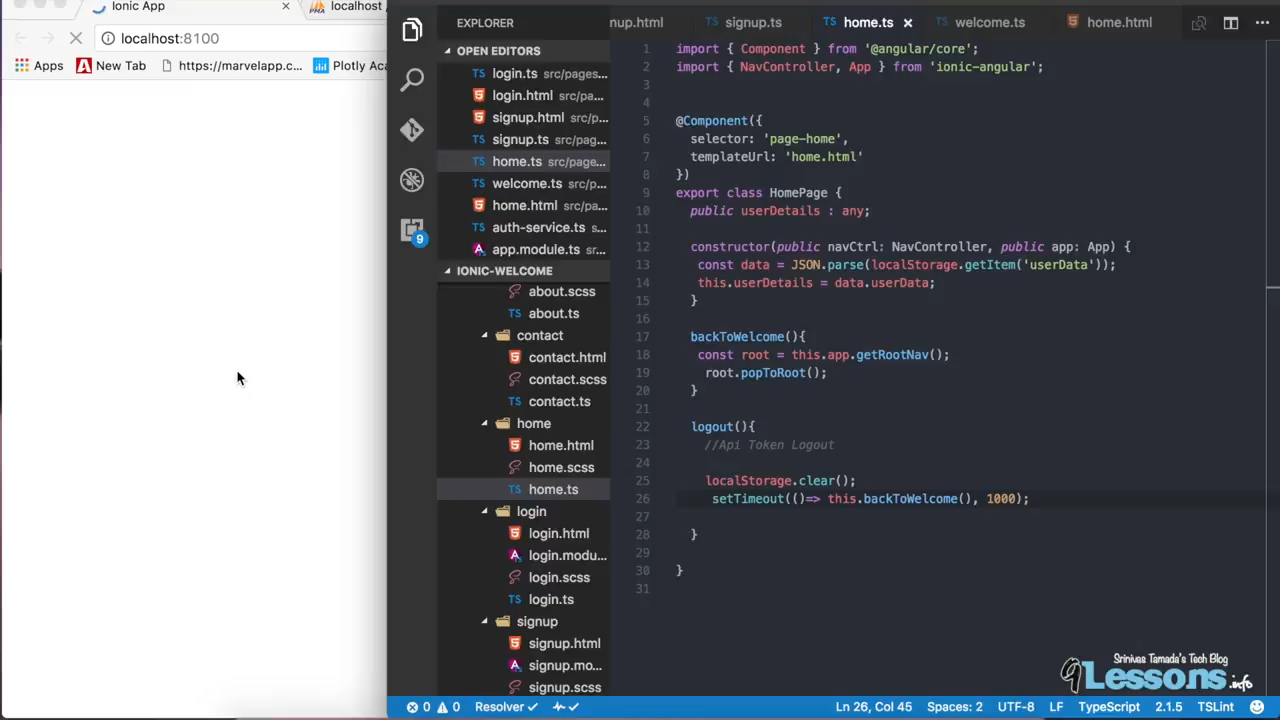 Ionic App
localhost /
localhost:8100
Apps
New Tab
https://marvelapp.c...
Plotly Aca
EXPLORER
OPEN EDITORS
login.ts src/pages...
login.html src/pa...
signup.html src/p...
signup.ts src/pag...
home.ts src/page...
welcome.ts src/p...
home.html src/pa...
auth-service.ts s...
app.module.ts sr...
IONIC-WELCOME
about.scss
about.ts
contact
contact.html
contact.scss
contact.ts
home
home.html
home.scss
home.ts
login
login.html
login.modu...
login.scss
login.ts
signup
signup.html
signup.mo...
signup.scss
9
nup.html
signup.ts
home.ts
welcome.ts
home.html
1 import { Component } from '@angular/core';
2 import { NavController, App } from 'ionic-angular';
3
4
5 @Component({
6 selector: 'page-home',
7 templateUrl: 'home.html'
8 })
9 export class HomePage {
10 public userDetails : any;
11
12 constructor(public navCtrl: NavController, public app: App) {
13 const data = JSON.parse(localStorage.getItem('userData'));
14 this.userDetails = data.userData;
15 }
16
17 backToWelcome(){
18 const root = this.app.getRootNav();
19 root.popToRoot();
20 }
21
22 logout(){
23 //Api Token Logout
24
25 localStorage.clear();
26 setTimeout(()=> this.backToWelcome(), 1000);
27
28 }
29
30 }
31
Srinivas Tamada's Tech Blog
9Lessons.info
0 0 Resolver
Ln 26, Col 45 Spaces: 2 UTF-8 LF TypeScript 2.1.5 TSLint